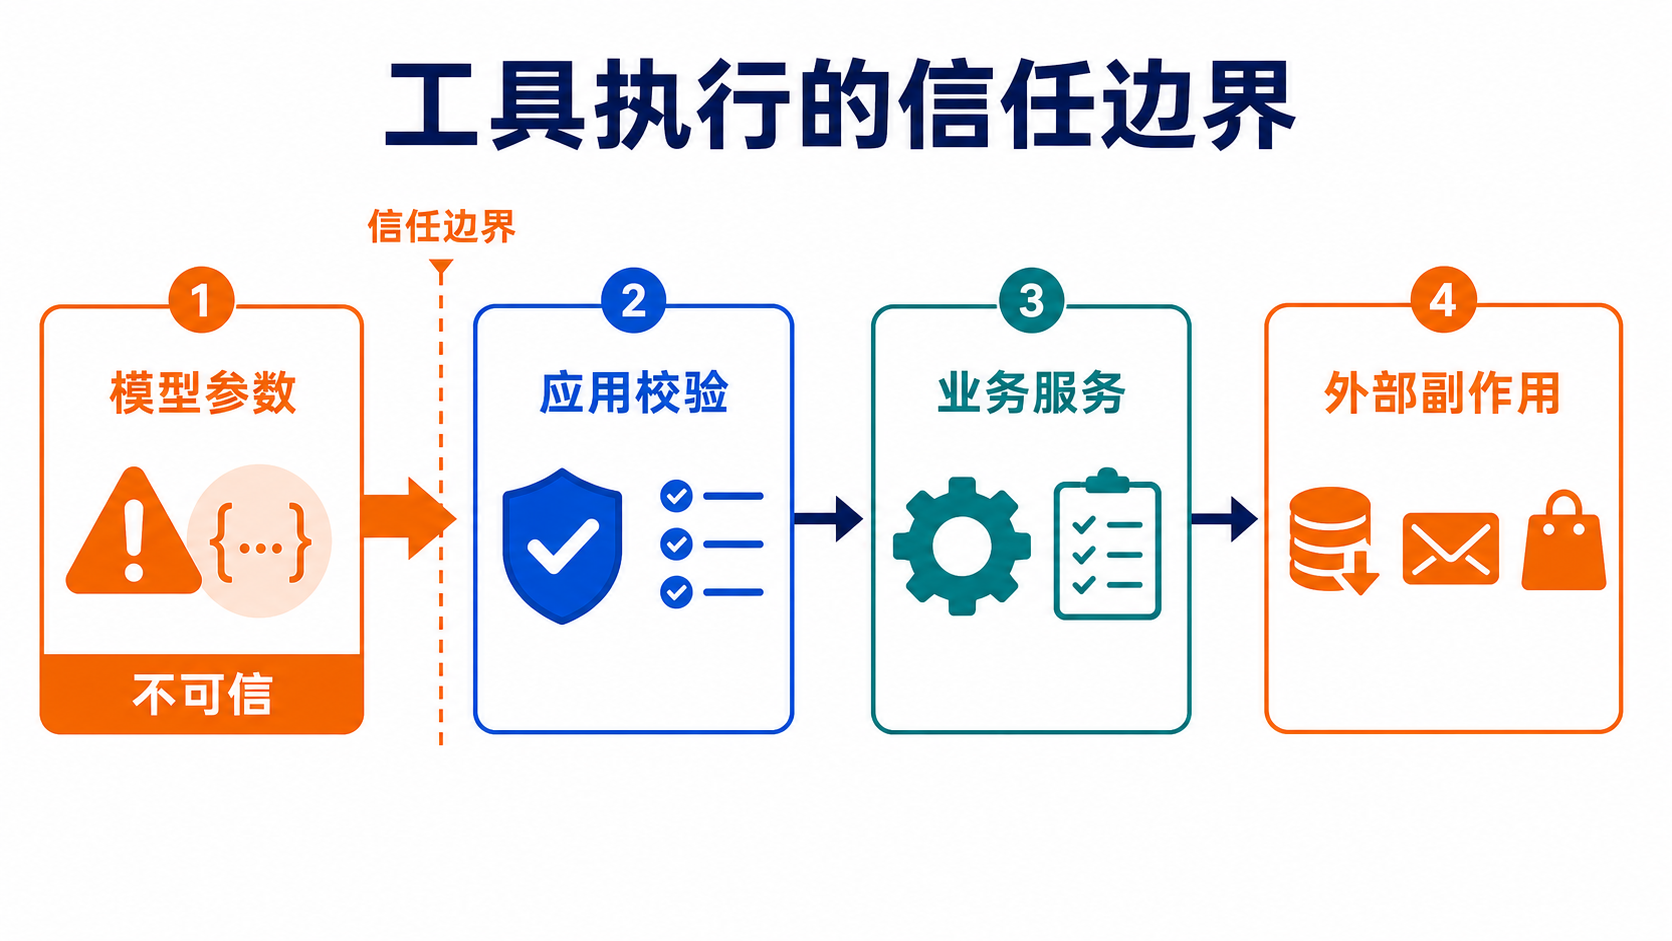 工具执行的信任边界
信任边界
1
模型参数
{...}
不可信
2
应用校验
3
业务服务
4
外部副作用